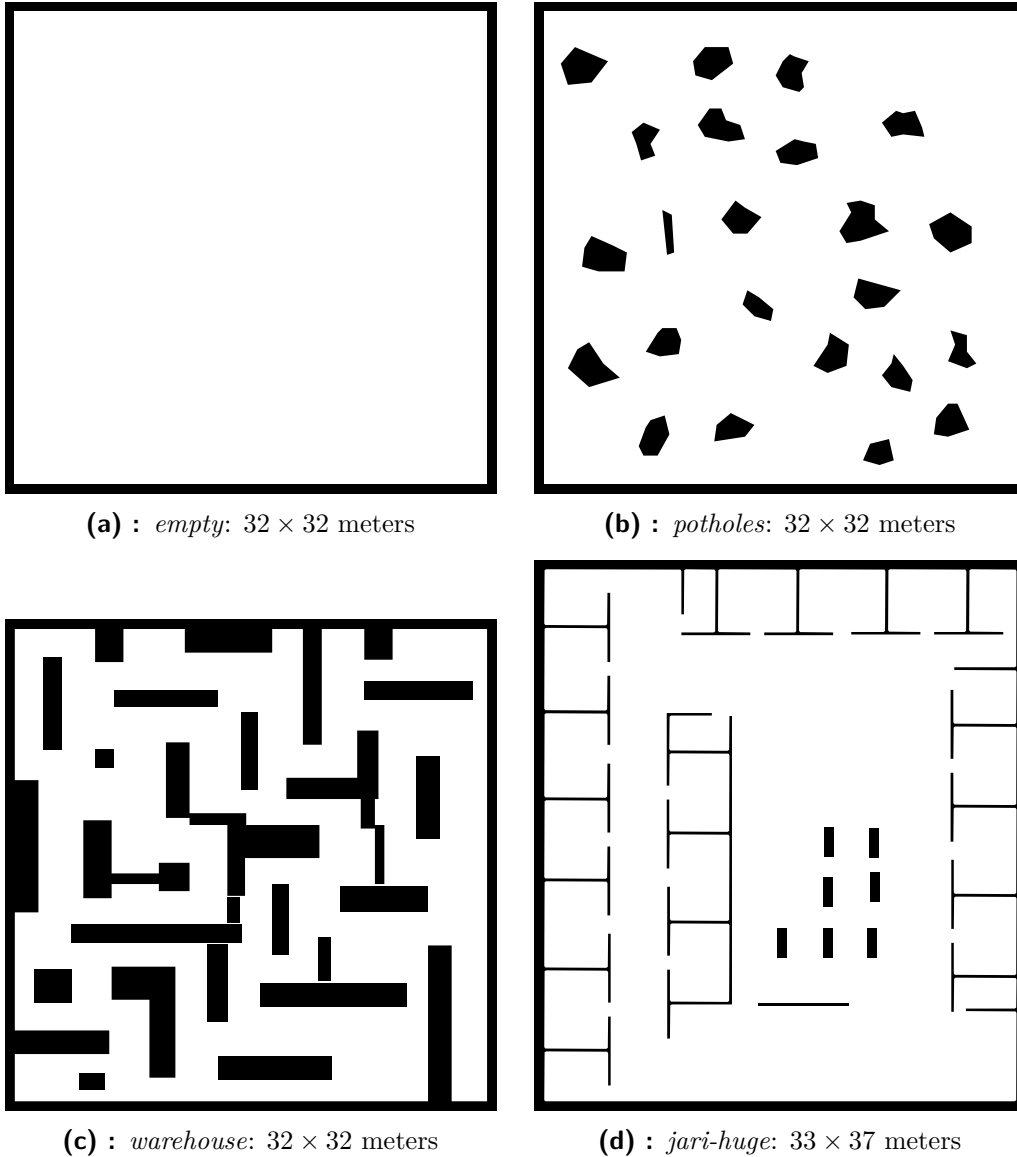 (a) : empty: 32 × 32 meters
(b) : potholes: 32 × 32 meters
(c) : warehouse: 32 × 32 meters
(d) : jari-huge: 33 × 37 meters